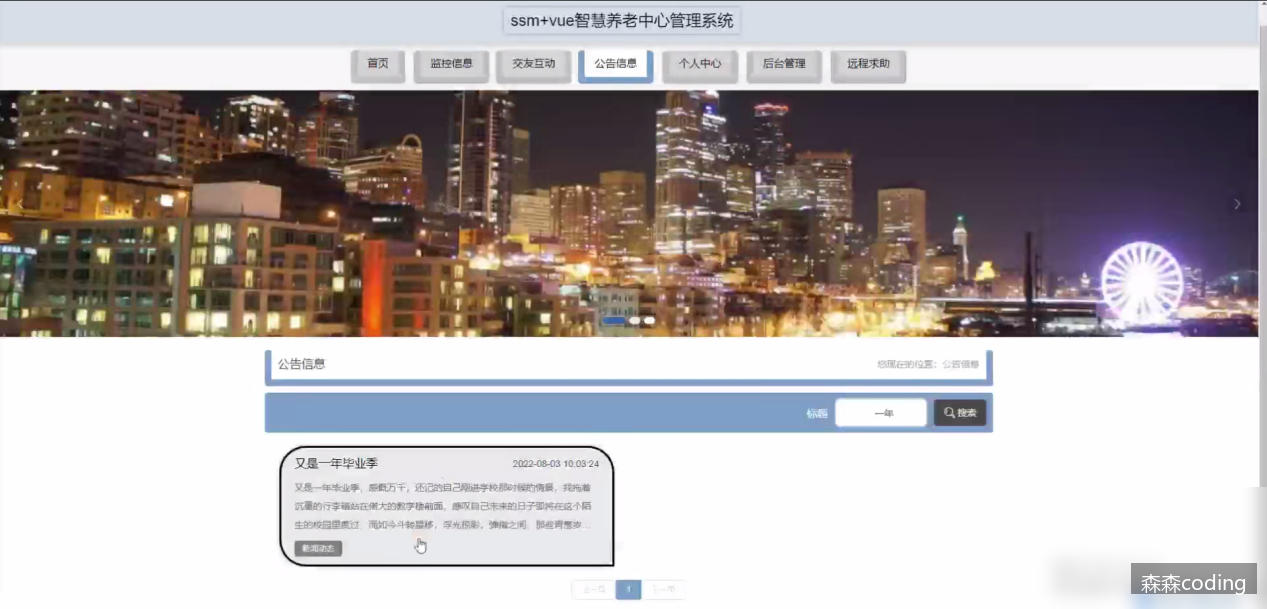 ssm+vue智慧养老中心管理系统
首页 监控信息 交友互动 公告信息 个人中心 后台管理 远程求助
公告信息 您现在的位置：公告信息
标题 一年 搜索
又是一年毕业季 2022-08-03 10:03:24
又是一年毕业季，感慨万千，还记的自己刚进学校那时候的情景，我拖着
沉重的行李箱站在偌大的教学楼前面，感叹自己未来的日子即将在这个陌
生的校园里度过，而如今斗转星移，浮光掠影，弹指之间，那些青葱岁...
新闻动态
上一页 1 下一页
森森coding